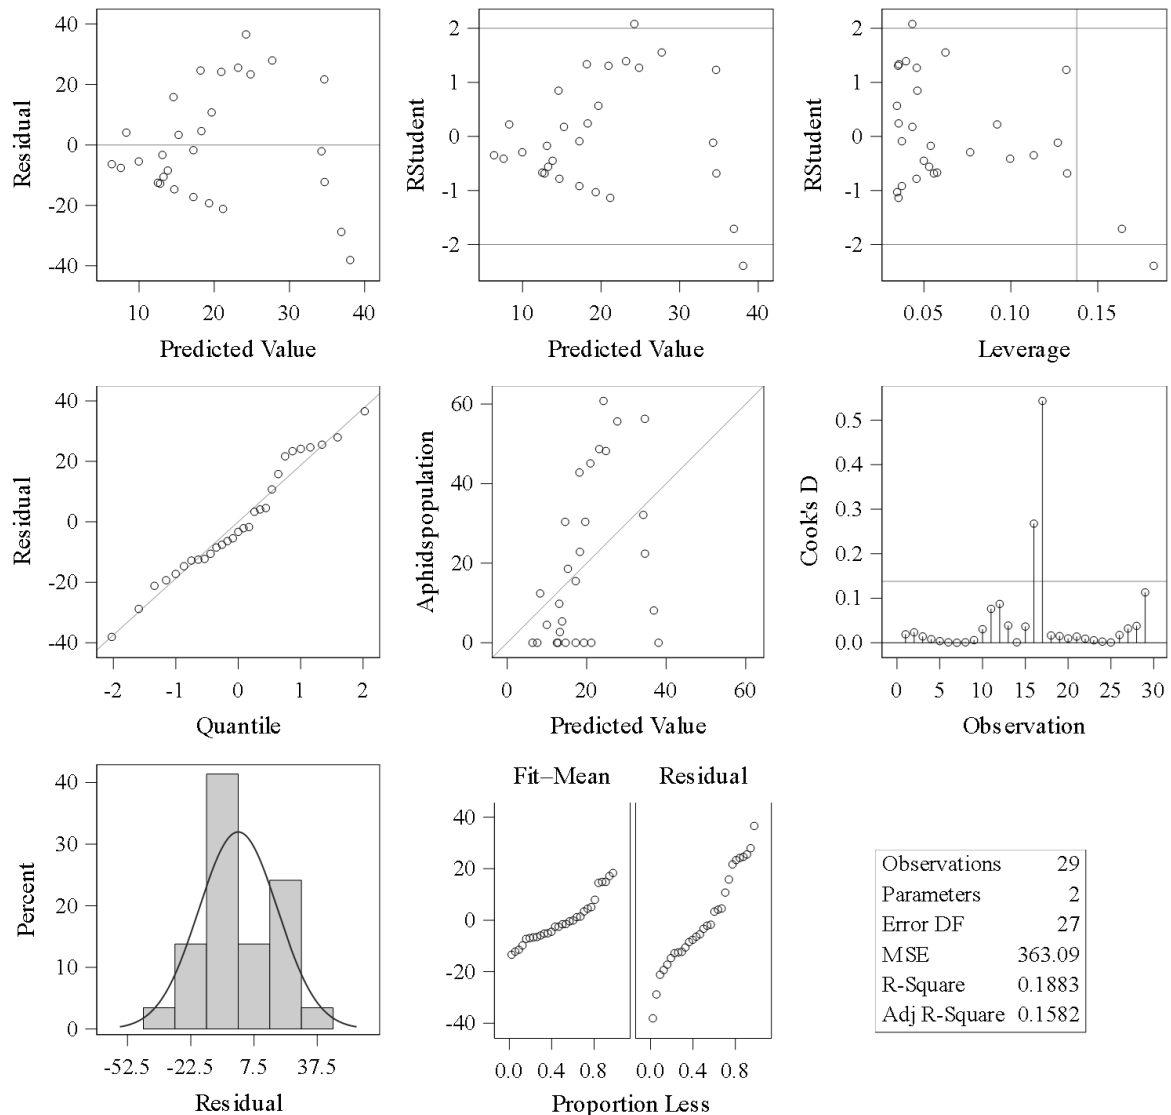 40
20
0
-20
-40
Residual
10 20 30 40
Predicted Value
2
1
0
-1
-2
RStudent
10 20 30 40
Predicted Value
2
1
0
-1
-2
RStudent
0.05 0.10 0.15
Leverage
40
20
0
-20
-40
Residual
-2 -1 0 1 2
Quantile
60
40
20
0
Aphidspopulation
0 20 40 60
Predicted Value
0.5
0.4
0.3
0.2
0.1
0.0
Cook's D
0 5 10 15 20 25 30
Observation
40
30
20
10
0
Percent
-52.5 -22.5 7.5 37.5
Residual
Fit–Mean Residual
40
20
0
-20
-40
0.0 0.4 0.8 0.0 0.4 0.8
Proportion Less
Observations 29
Parameters 2
Error DF 27
MSE 363.09
R-Square 0.1883
Adj R-Square 0.1582